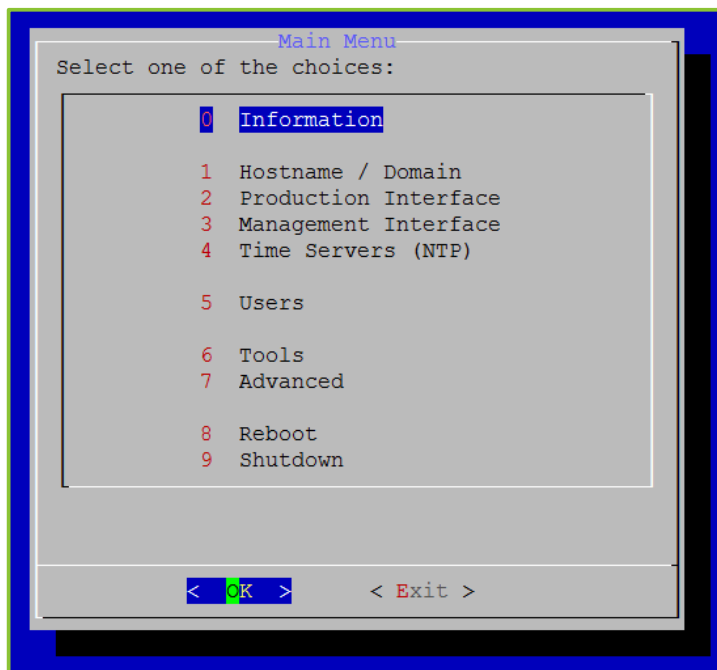 Main Menu
Select one of the choices:
0 Information
1 Hostname / Domain
2 Production Interface
3 Management Interface
4 Time Servers (NTP)
5 Users
6 Tools
7 Advanced
8 Reboot
9 Shutdown
< OK > < Exit >